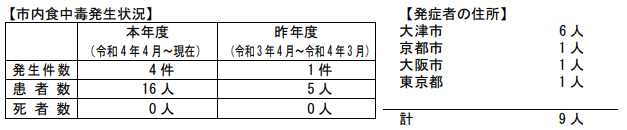 【市内食中毒発生状況】
本年度 昨年度
(令和4年4月~現在) (令和3年4月~令和4年3月)
発生件数 4件 1件
患者数 16人 5人
死者数 0人 0人
【発症者の住所】
大津市 6人
京都市 1人
大阪市 1人
東京都 1人
計 9人